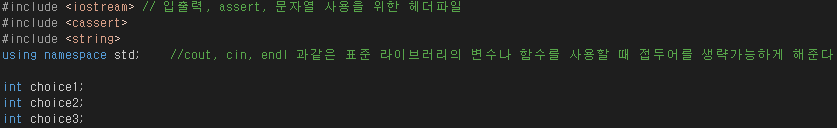 #include <iostream> // 입출력, assert, 문자열 사용을 위한 헤더파일
#include <cassert>
#include <string>
using namespace std;    //cout, cin, endl 과같은 표준 라이브러리의 변수나 함수를 사용할 때 접두어를 생략가능하게 해준다
int choice1;
int choice2;
int choice3;